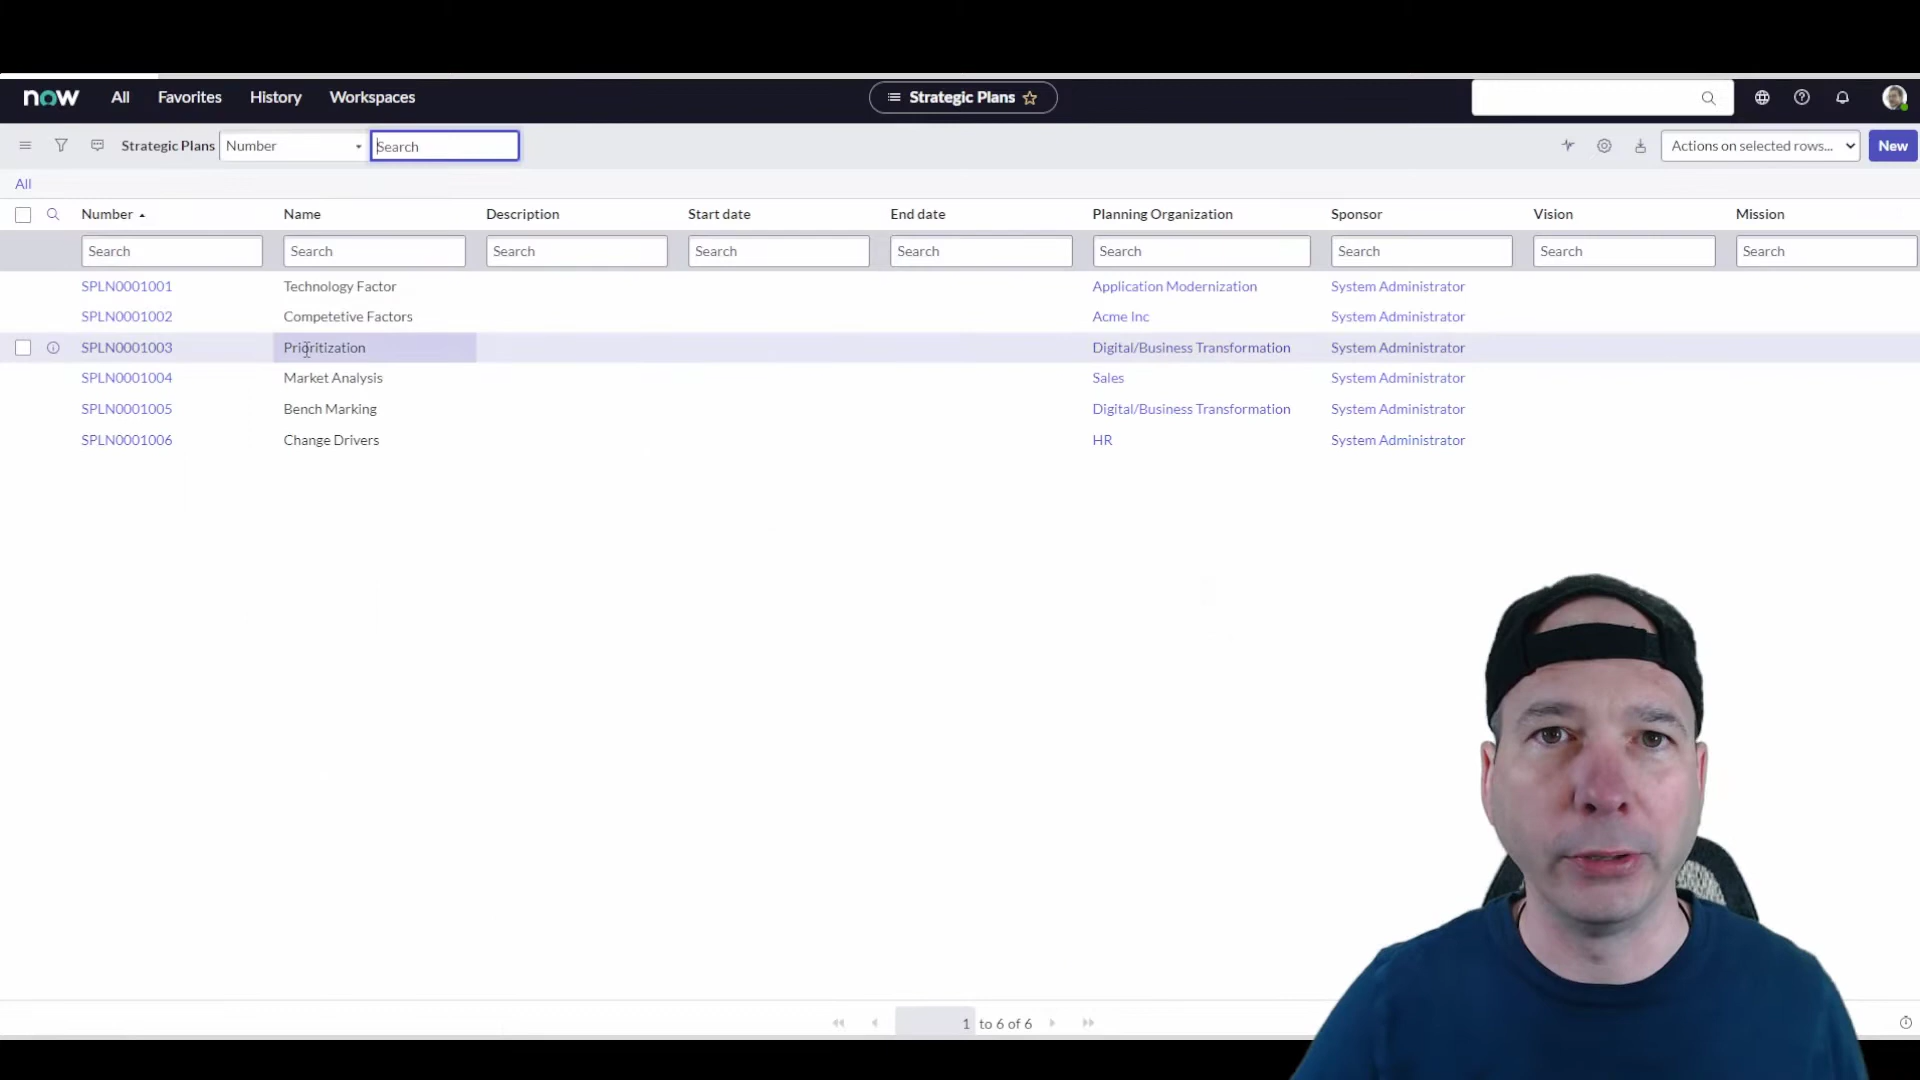 now All Favorites History Workspaces Strategic Plans
Strategic Plans Number Search Actions on selected rows... New
All
Number Name Description Start date End date Planning Organization Sponsor Vision Mission
Search Search Search Search Search Search Search Search Search
SPLN0001001 Technology Factor Application Modernization System Administrator
SPLN0001002 Competetive Factors Acme Inc System Administrator
SPLN0001003 Prioritization Digital/Business Transformation System Administrator
SPLN0001004 Market Analysis Sales System Administrator
SPLN0001005 Bench Marking Digital/Business Transformation System Administrator
SPLN0001006 Change Drivers HR System Administrator
1 to 6 of 6